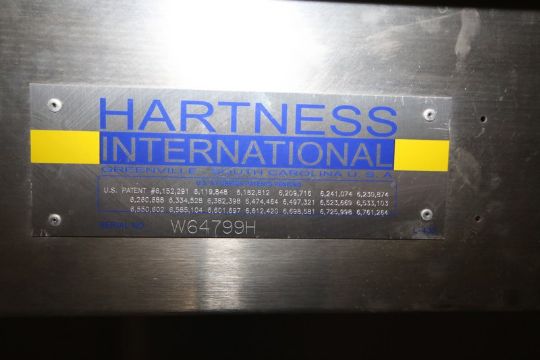 HARTNESS
INTERNATIONAL
GREENVILLE, SOUTH CAROLINA U.S.A
U.S. PATENT #6,152,291 6,119,848 6,182,812 6,209,716 6,241,074 6,230,874
6,260,688 6,334,528 6,382,398 6,474,464 6,497,321 6,523,669 6,533,103
6,550,602 6,585,104 6,601,697 6,612,420 6,698,581 6,725,998 6,761,264
SERIAL NO. W64799H